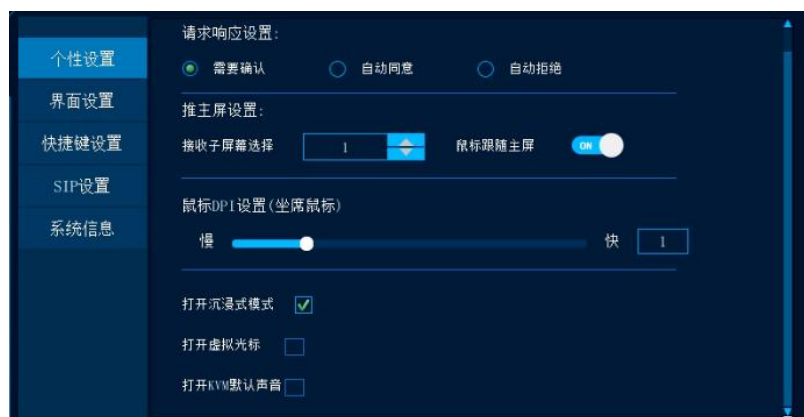 个性设置
界面设置
快捷键设置
SIP设置
系统信息
请求响应设置:
需要确认 自动同意 自动拒绝
推主屏设置:
接收子屏幕选择 1 鼠标跟随主屏 ON
鼠标DPI设置(坐席鼠标)
慢 快 1
打开沉浸式模式
打开虚拟光标
打开KVM默认声音